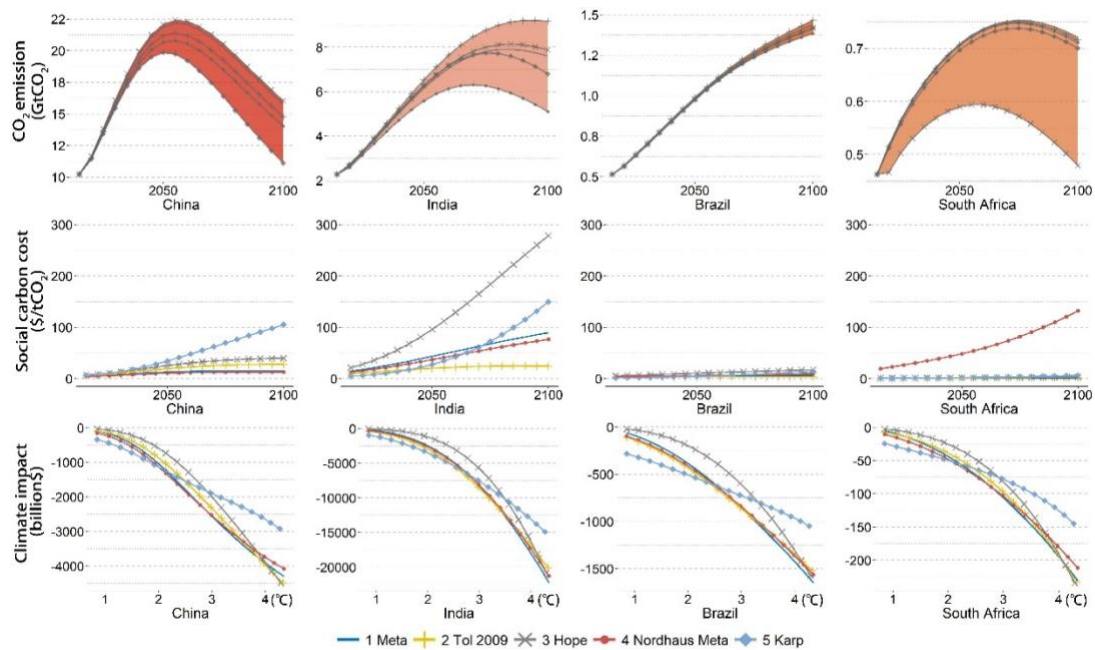 CO₂ emission
(GtCO₂)
22
20
18
15
12
10
2050 2100
China
8
6
4
2
2050 2100
India
1.5
1.4
1.2
1.0
0.8
0.6
0.5
2050 2100
Brazil
0.7
0.6
0.5
2050 2100
South Africa
Social carbon cost
($/tCO₂)
300
200
100
0
2050 2100
China
300
200
100
0
2050 2100
India
300
200
100
0
2050 2100
Brazil
300
200
100
0
2050 2100
South Africa
Climate impact
(billion$)
0
-1000
-2000
-3000
-4000
1 2 3 4 (℃)
China
0
-5000
-10000
-15000
-20000
1 2 3 4 (℃)
India
0
-500
-1000
-1500
1 2 3 4 (℃)
Brazil
0
-50
-100
-150
-200
1 2 3 4 (℃)
South Africa
1 Meta 2 Tol 2009 3 Hope 4 Nordhaus Meta 5 Karp